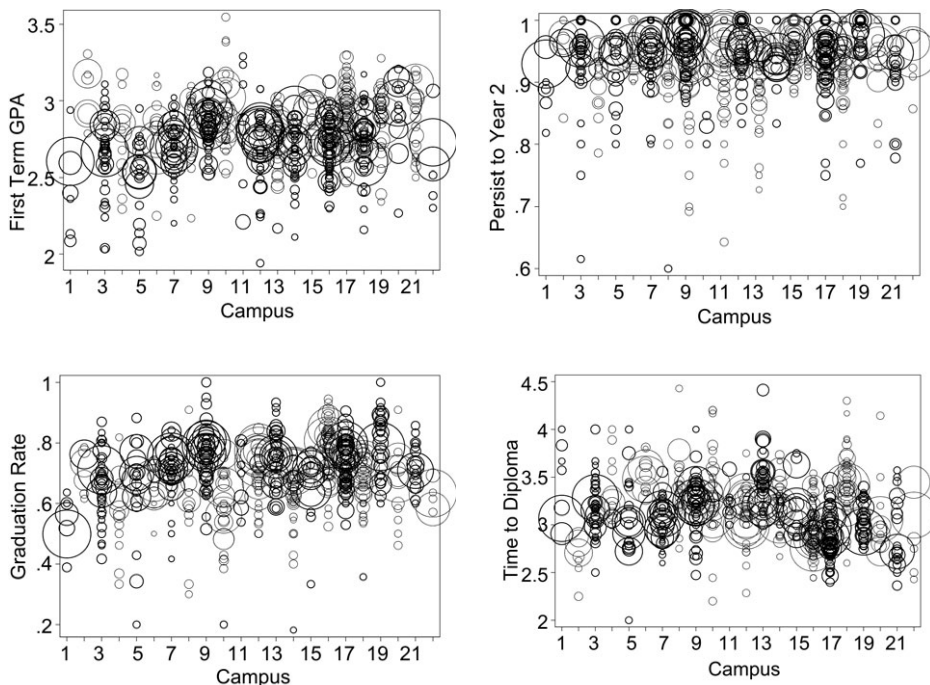 3.5
3
2.5
2
First Term GPA
1 3 5 7 9 11 13 15 17 19 21
Campus
1
.9
.8
.7
.6
Persist to Year 2
1 3 5 7 9 11 13 15 17 19 21
Campus
1
.8
.6
.4
.2
Graduation Rate
1 3 5 7 9 11 13 15 17 19 21
Campus
4.5
4
3.5
3
2.5
2
Time to Diploma
1 3 5 7 9 11 13 15 17 19 21
Campus